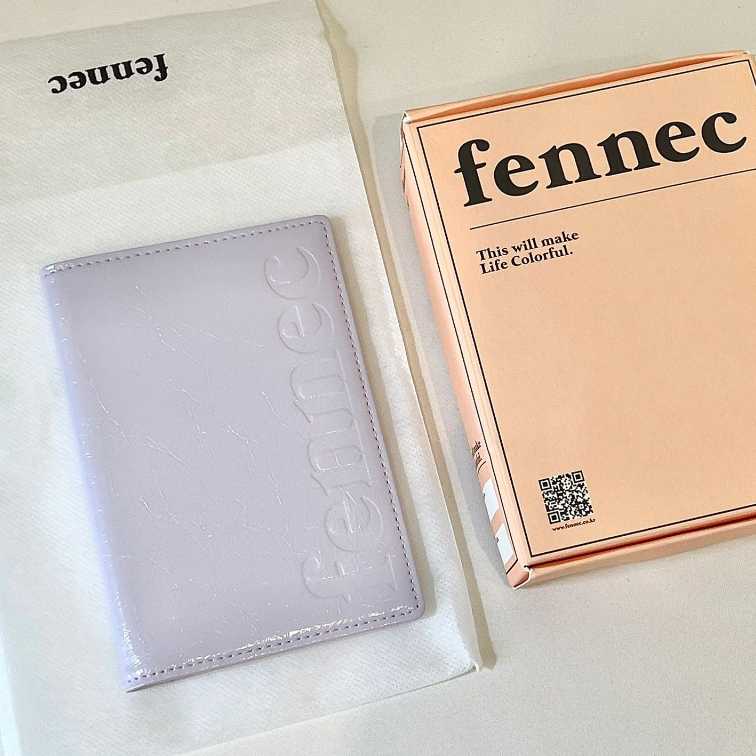 fennec
fennec
fennec
This will make
Life Colorful.
www.fennec.co.kr